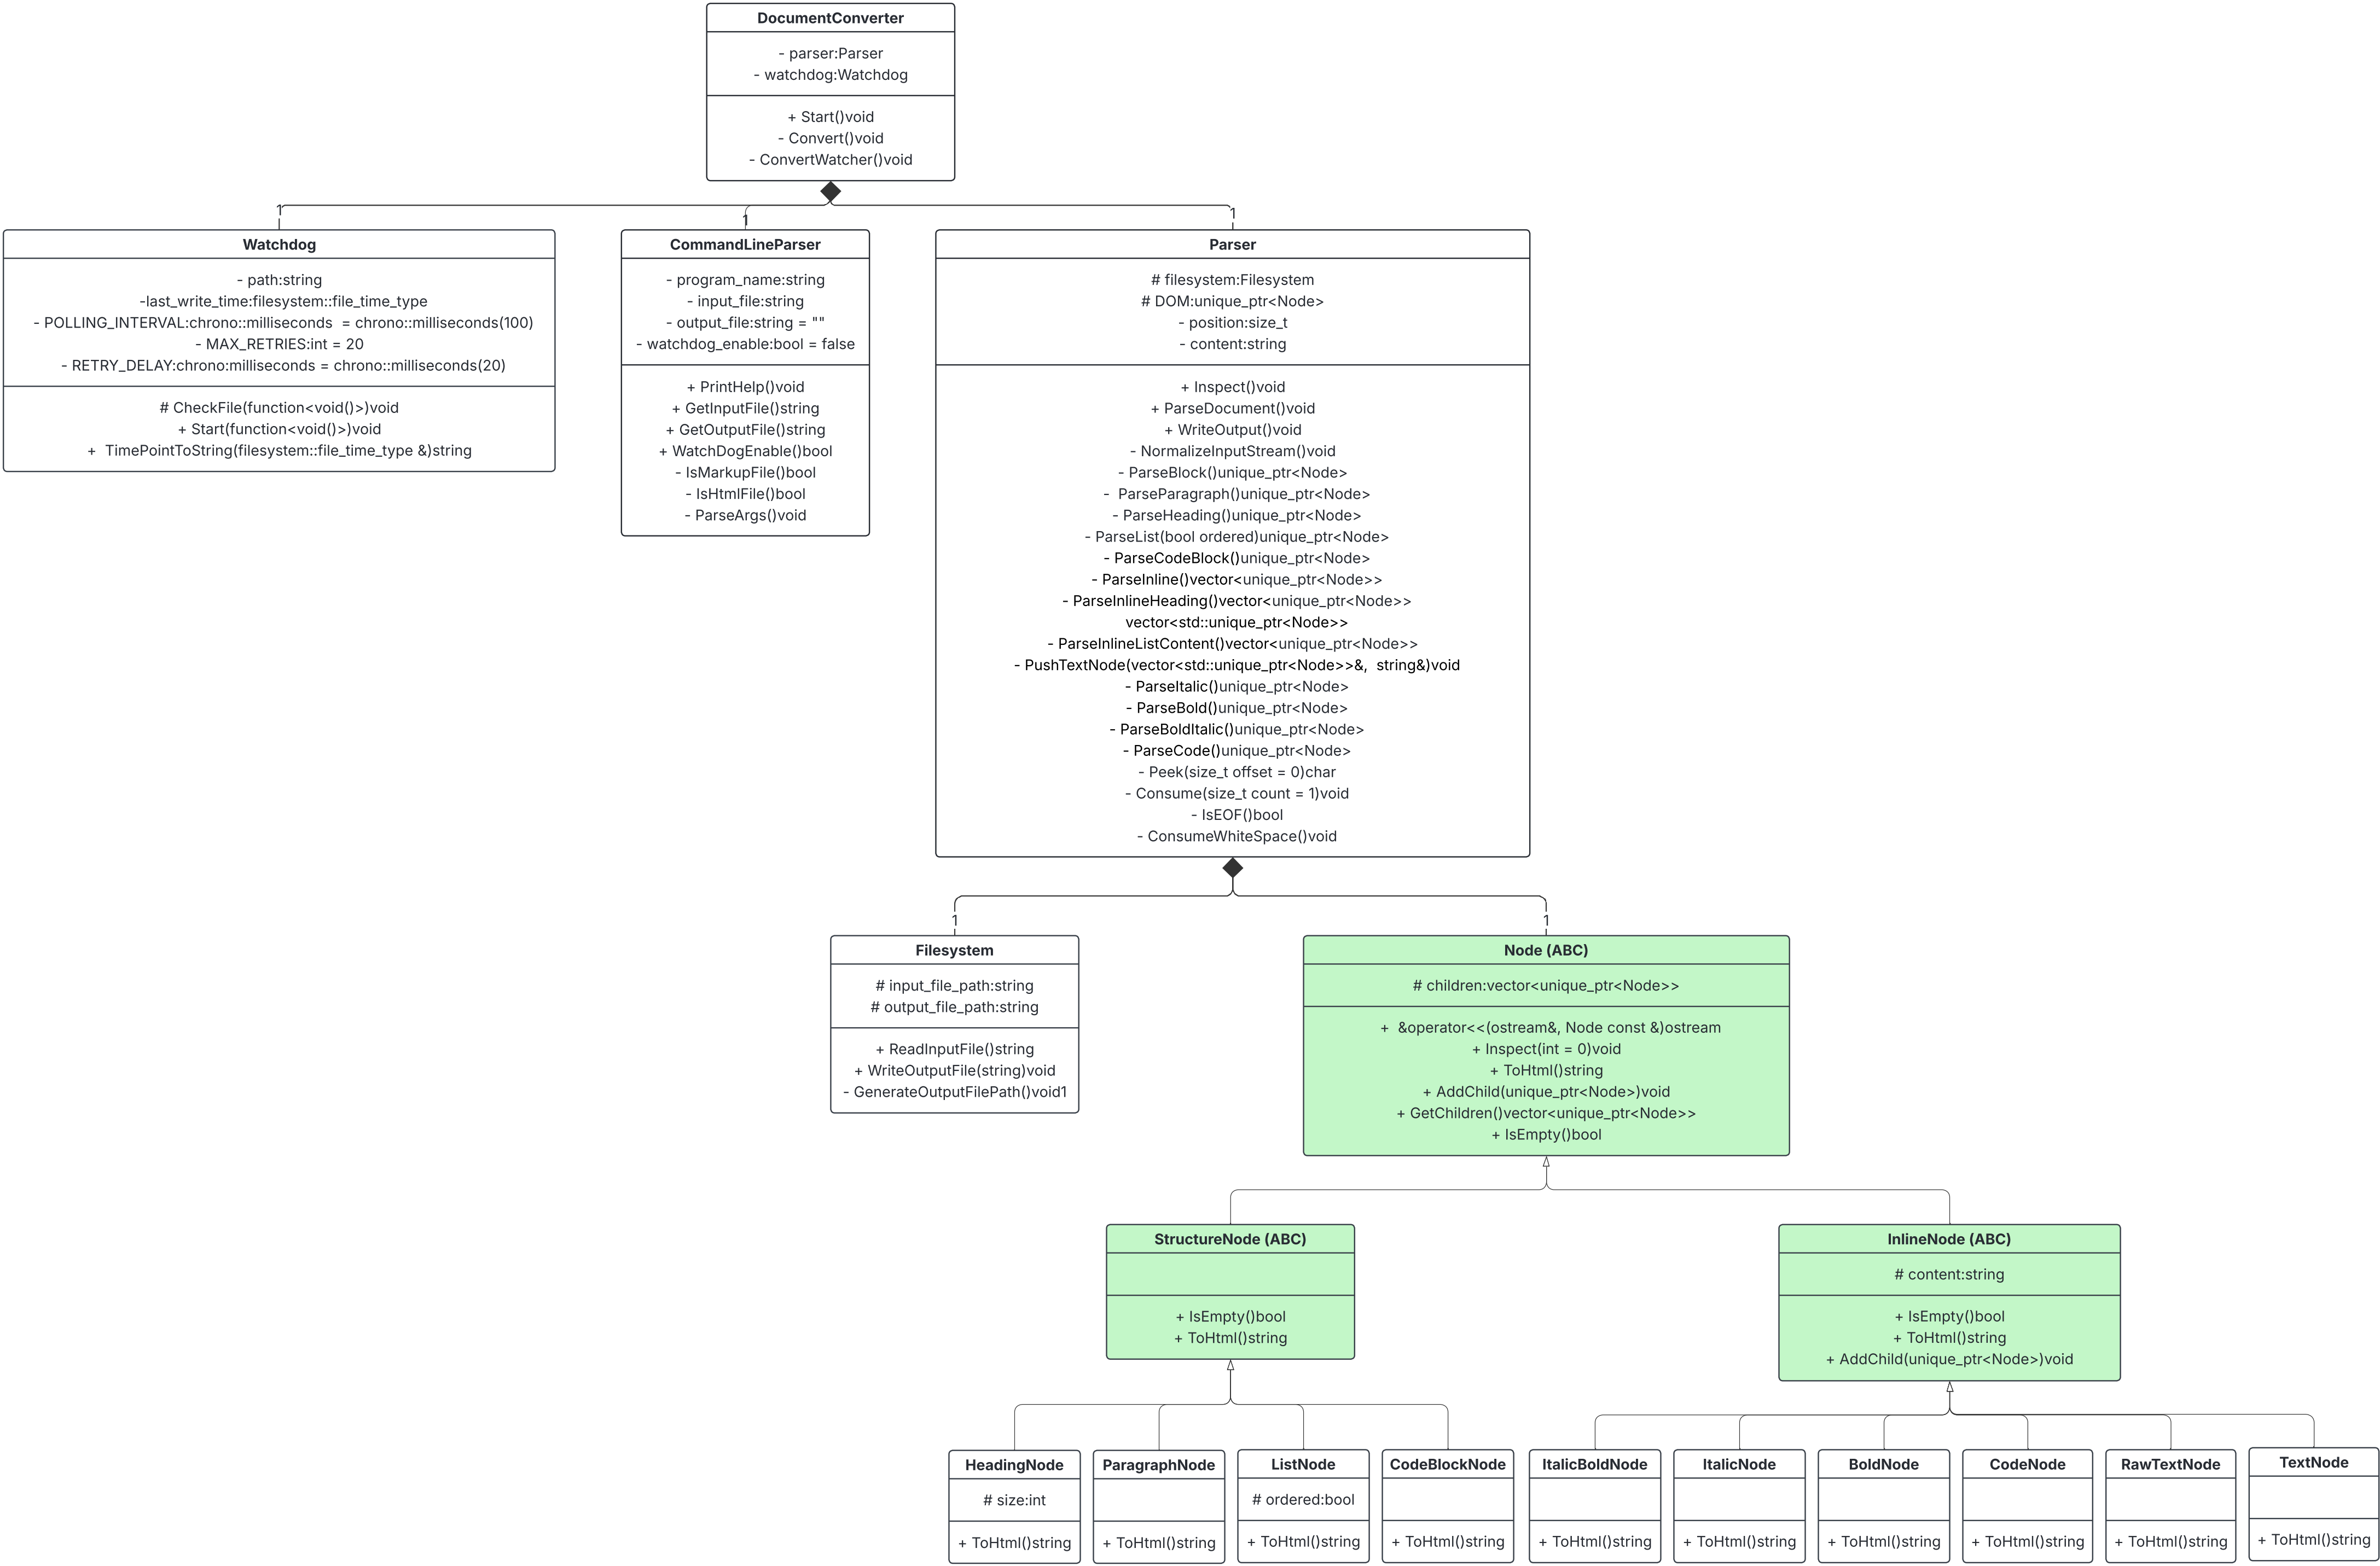 DocumentConverter
- parser:Parser
- watchdog:Watchdog
+ Start()void
- Convert()void
- ConvertWatcher()void
1
1
1
Watchdog
- path:string
-last_write_time:filesystem::file_time_type
- POLLING_INTERVAL:chrono::milliseconds  = chrono::milliseconds(100)
- MAX_RETRIES:int = 20
- RETRY_DELAY:chrono:milliseconds = chrono::milliseconds(20)
# CheckFile(function<void()>)void
+ Start(function<void()>)void
+  TimePointToString(filesystem::file_time_type &)string
CommandLineParser
- program_name:string
- input_file:string
- output_file:string = ""
- watchdog_enable:bool = false
+ PrintHelp()void
+ GetInputFile()string
+ GetOutputFile()string
+ WatchDogEnable()bool
- IsMarkupFile()bool
- IsHtmlFile()bool
- ParseArgs()void
Parser
# filesystem:Filesystem
# DOM:unique_ptr<Node>
- position:size_t
- content:string
+ Inspect()void
+ ParseDocument()void
+ WriteOutput()void
- NormalizeInputStream()void
- ParseBlock()unique_ptr<Node>
-  ParseParagraph()unique_ptr<Node>
- ParseHeading()unique_ptr<Node>
- ParseList(bool ordered)unique_ptr<Node>
- ParseCodeBlock()unique_ptr<Node>
- ParseInline()vector<unique_ptr<Node>>
- ParseInlineHeading()vector<unique_ptr<Node>>
vector<std::unique_ptr<Node>>
- ParseInlineListContent()vector<unique_ptr<Node>>
- PushTextNode(vector<std::unique_ptr<Node>>&,  string&)void
- ParseItalic()unique_ptr<Node>
- ParseBold()unique_ptr<Node>
- ParseBoldItalic()unique_ptr<Node>
- ParseCode()unique_ptr<Node>
- Peek(size_t offset = 0)char
- Consume(size_t count = 1)void
- IsEOF()bool
- ConsumeWhiteSpace()void
1
1
Filesystem
# input_file_path:string
# output_file_path:string
+ ReadInputFile()string
+ WriteOutputFile(string)void
- GenerateOutputFilePath()void1
Node (ABC)
# children:vector<unique_ptr<Node>>
+  &operator<<(ostream&, Node const &)ostream
+ Inspect(int = 0)void
+ ToHtml()string
+ AddChild(unique_ptr<Node>)void
+ GetChildren()vector<unique_ptr<Node>>
+ IsEmpty()bool
StructureNode (ABC)
+ IsEmpty()bool
+ ToHtml()string
InlineNode (ABC)
# content:string
+ IsEmpty()bool
+ ToHtml()string
+ AddChild(unique_ptr<Node>)void
HeadingNode
# size:int
+ ToHtml()string
ParagraphNode
+ ToHtml()string
ListNode
# ordered:bool
+ ToHtml()string
CodeBlockNode
+ ToHtml()string
ItalicBoldNode
+ ToHtml()string
ItalicNode
+ ToHtml()string
BoldNode
+ ToHtml()string
CodeNode
+ ToHtml()string
RawTextNode
+ ToHtml()string
TextNode
+ ToHtml()string